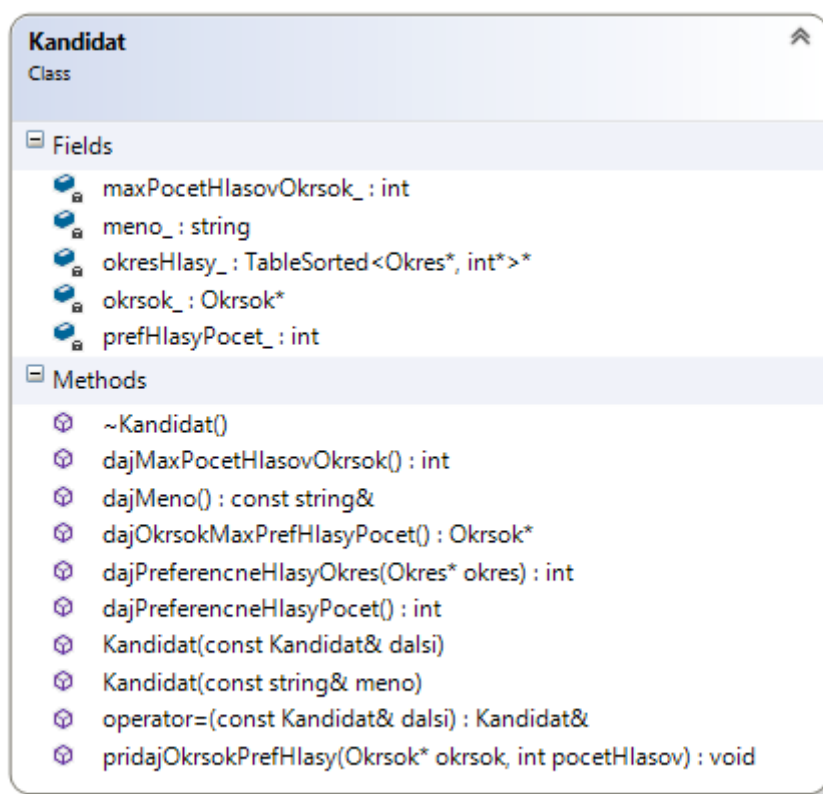 Kandidat
Class
Fields
maxPocetHlasovOkrsok_ : int
meno_ : string
okresHlasy_ : TableSorted<Okres*, int*>*
okrsok_ : Okrsok*
prefHlasyPocet_ : int
Methods
~Kandidat()
dajMaxPocetHlasovOkrsok() : int
dajMeno() : const string&
dajOkrsokMaxPrefHlasyPocet() : Okrsok*
dajPreferencneHlasyOkres(Okres* okres) : int
dajPreferencneHlasyPocet() : int
Kandidat(const Kandidat& dalsi)
Kandidat(const string& meno)
operator=(const Kandidat& dalsi) : Kandidat&
pridajOkrsokPrefHlasy(Okrsok* okrsok, int pocetHlasov) : void